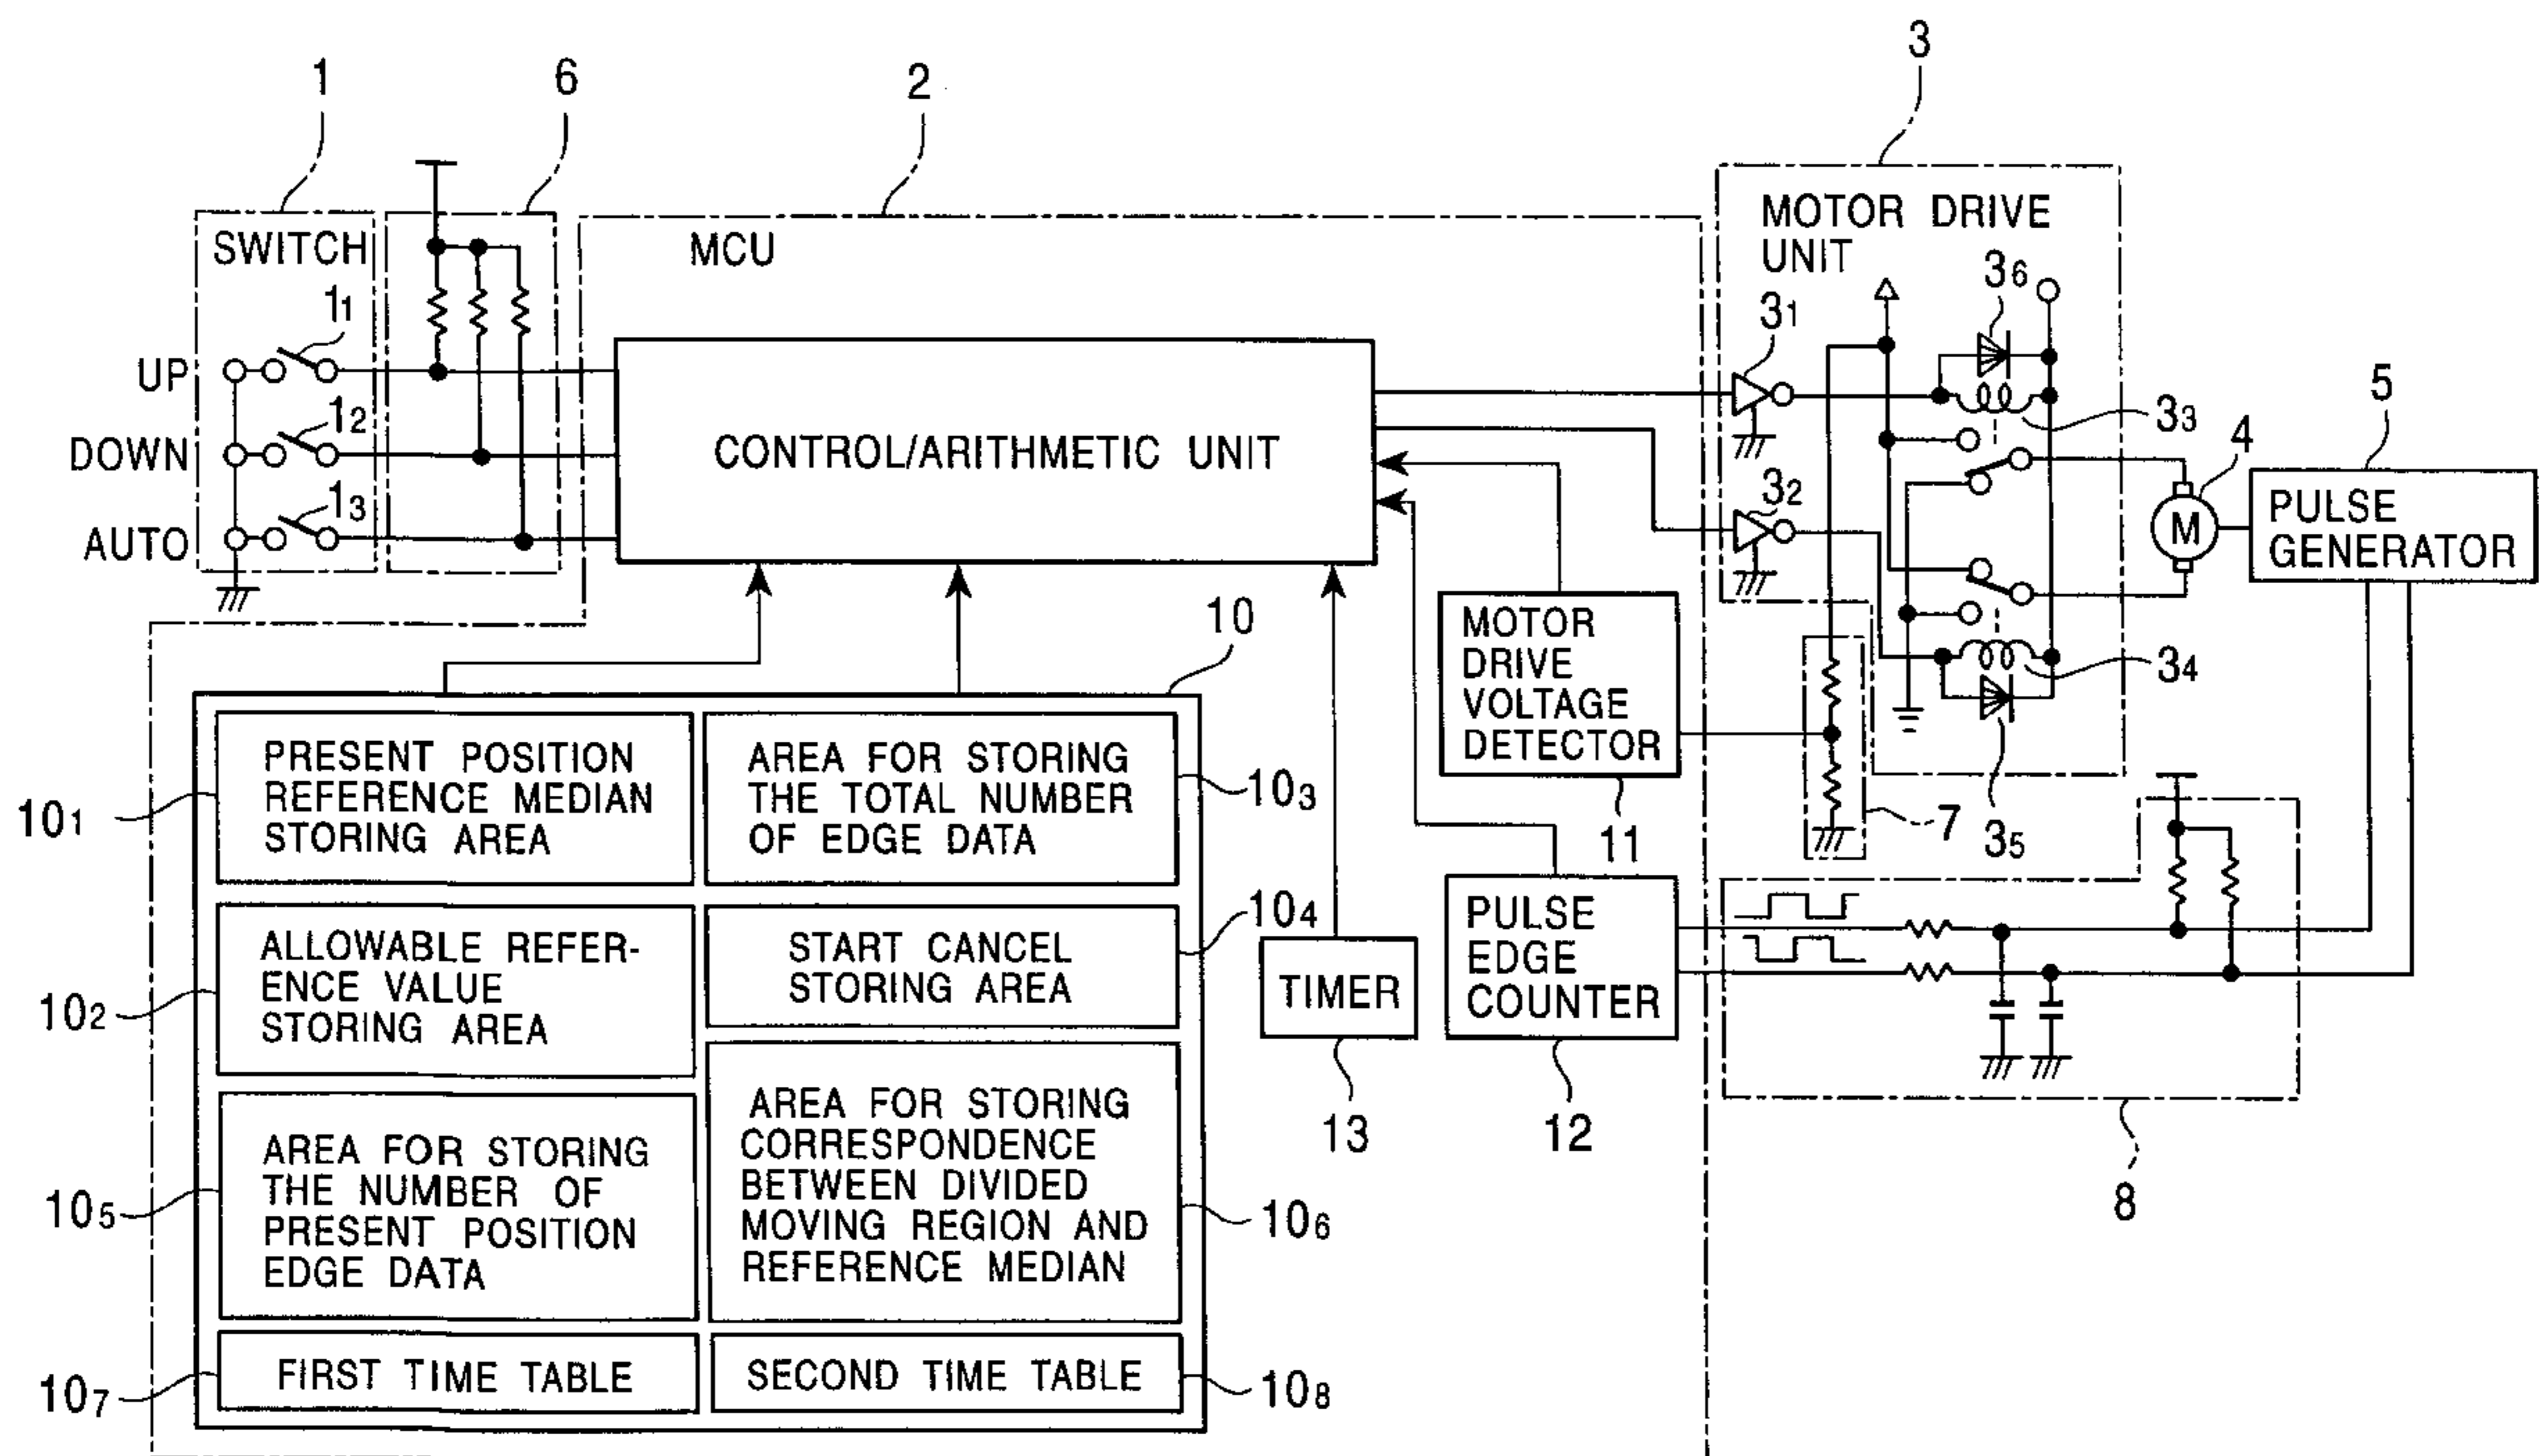 1
6
2
3
SWITCH
MCU
MOTOR DRIVE
UNIT
11
36
31
UP
5
33
12
4
DOWN
CONTROL/ARITHMETIC UNIT
32
PULSE
GENERATOR
M
13
AUTO
10
MOTOR
DRIVE
VOLTAGE
DETECTOR
34
PRESENT POSITION
REFERENCE MEDIAN
STORING AREA
101
AREA FOR STORING
THE TOTAL NUMBER
OF EDGE DATA
103
11
7
35
ALLOWABLE REFER-
ENCE VALUE
STORING AREA
102
START CANCEL
STORING AREA
104
TIMER
13
PULSE
EDGE
COUNTER
12
8
AREA FOR STORING
THE NUMBER OF
PRESENT POSITION
EDGE DATA
105
AREA FOR STORING
CORRESPONDENCE
BETWEEN DIVIDED
MOVING REGION AND
REFERENCE MEDIAN
106
FIRST TIME TABLE
107
SECOND TIME TABLE
108